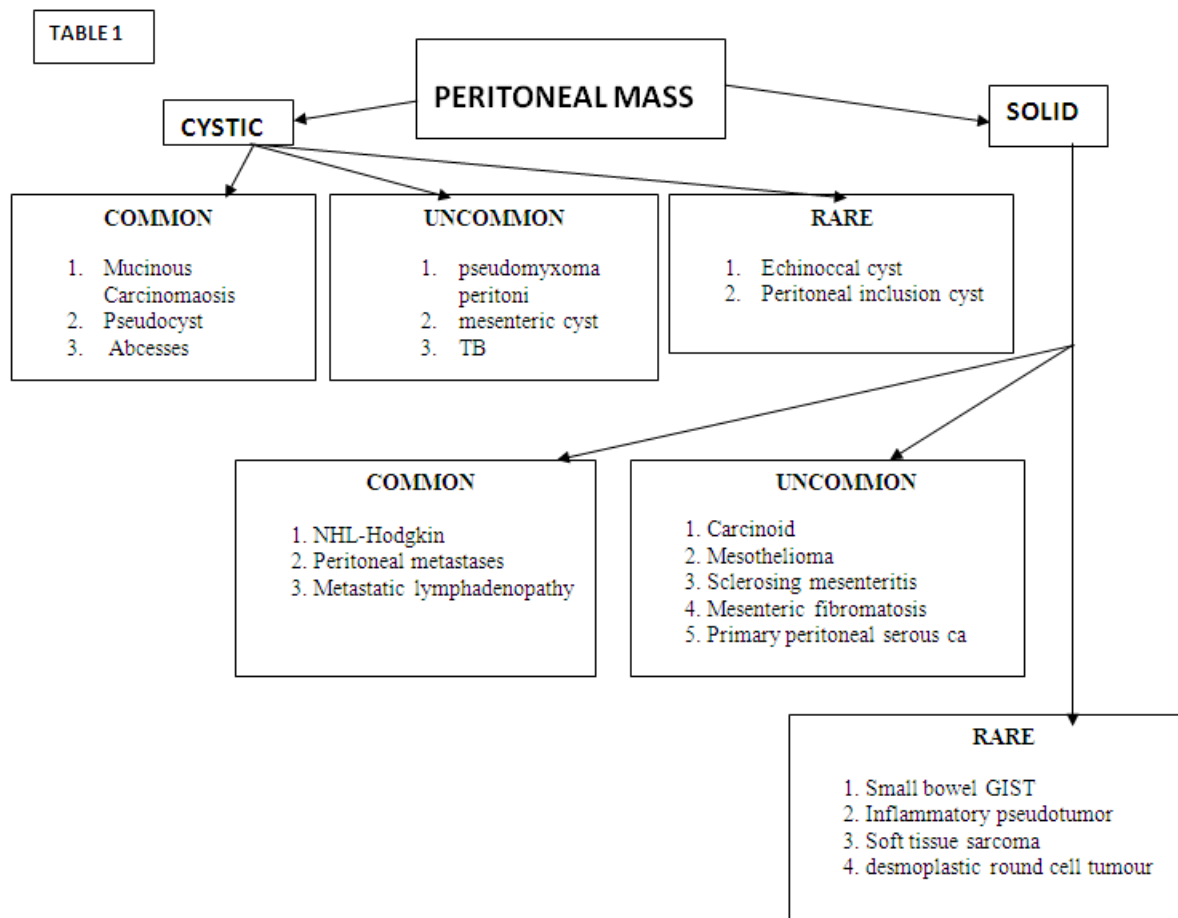 TABLE 1
PERITONEAL MASS
CYSTIC
SOLID
COMMON
1. Mucinous
Carcinomaosis
2. Pseudocyst
3. Abcesses
UNCOMMON
1. pseudomyxoma
peritoni
2. mesenteric cyst
3. TB
RARE
1. Echinoccal cyst
2. Peritoneal inclusion cyst
COMMON
1. NHL-Hodgkin
2. Peritoneal metastases
3. Metastatic lymphadenopathy
UNCOMMON
1. Carcinoid
2. Mesothelioma
3. Sclerosing mesenteritis
4. Mesenteric fibromatosis
5. Primary peritoneal serous ca
RARE
1. Small bowel GIST
2. Inflammatory pseudotumor
3. Soft tissue sarcoma
4. desmoplastic round cell tumour